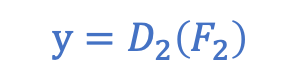 y = D₂(F₂)